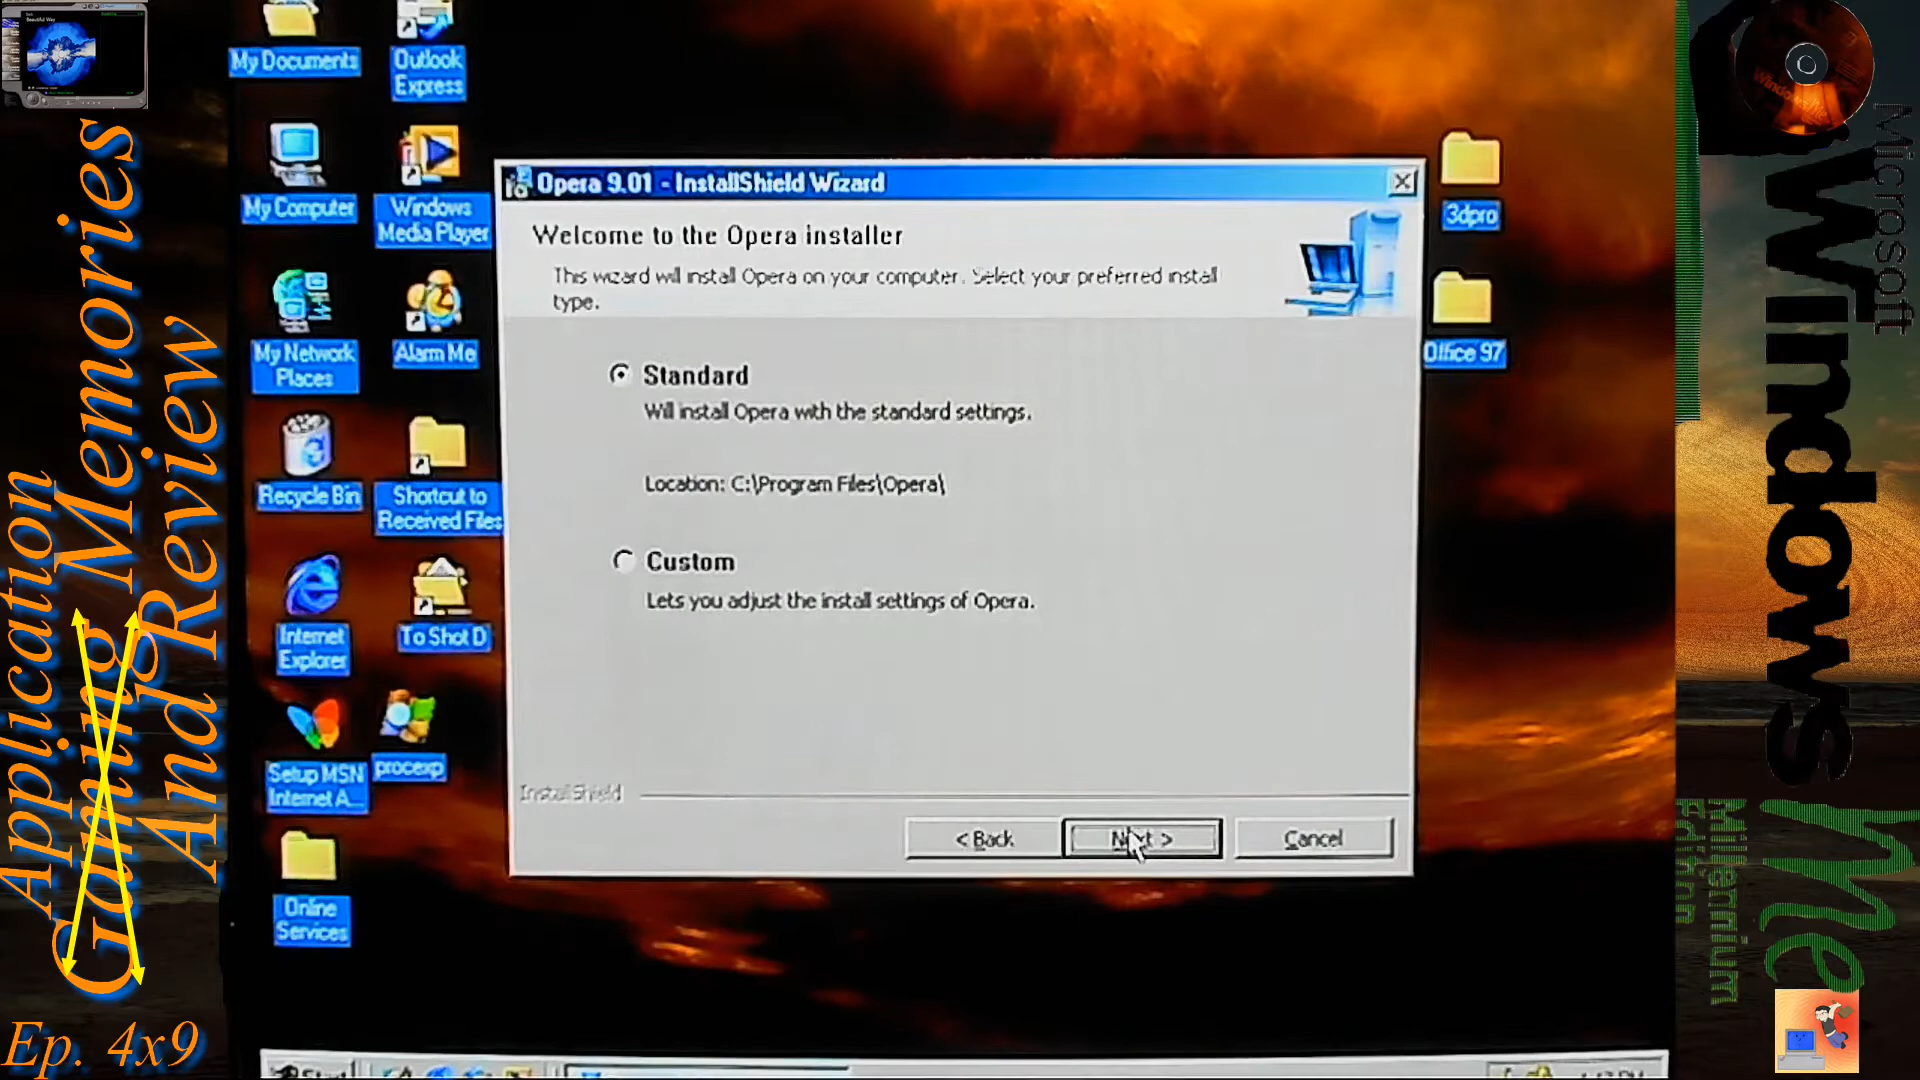 Application
Gaming Memories
And Review
Ep. 4x9
My Documents
Outlook
Express
My Computer
Windows
Media Player
My Network
Places
Alarm Me
Recycle Bin
Shortcut to
Received Files
Internet
Explorer
To Shot D
Setup MSN
Internet A...
procexp
Online
Services
Opera 9.01 - InstallShield Wizard
Welcome to the Opera installer
This wizard will install Opera on your computer. Select your preferred install
type.
Standard
Will install Opera with the standard settings.
Location: C:\Program Files\Opera\
Custom
Lets you adjust the install settings of Opera.
InstallShield
< Back
Next >
Cancel
3dpro
Office 97
Start
Microsoft
Windows
Me
Millennium
Edition